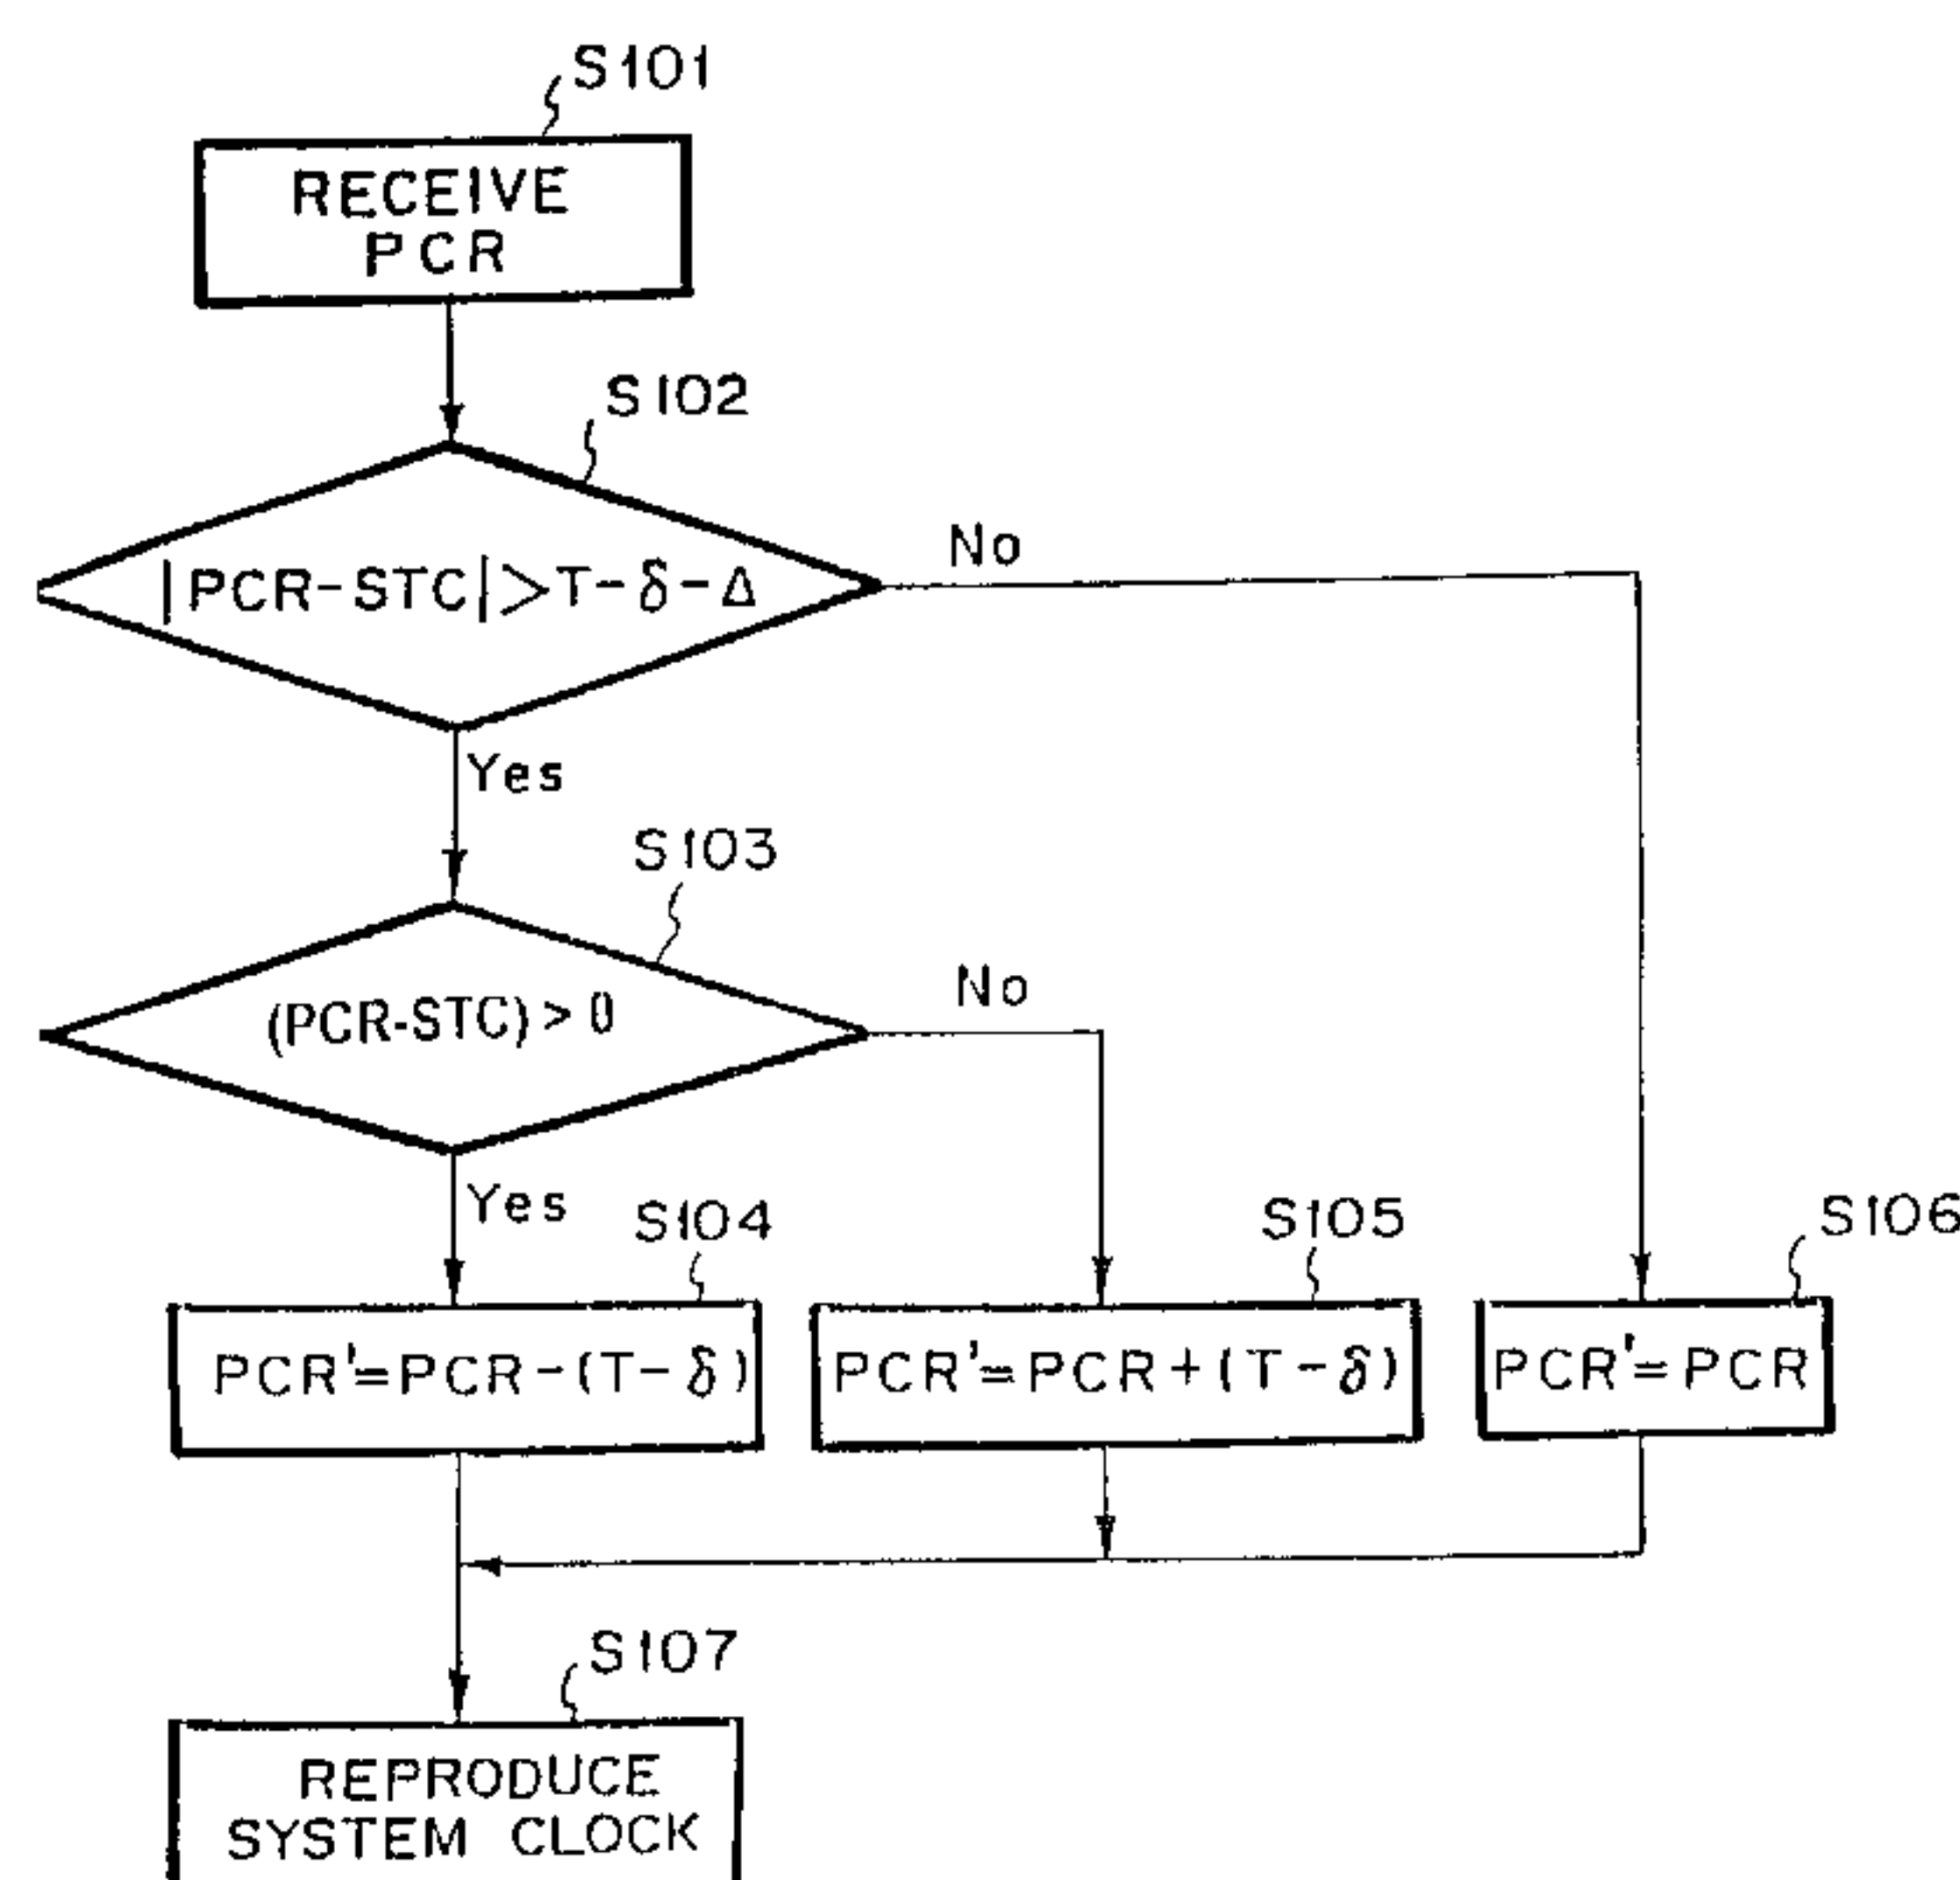 S101
RECEIVE
PCR
S102
|PCR-STC|>T-δ-Δ
No
Yes
S103
(PCR-STC) > 0
No
Yes
S104
S105
S106
PCR'=PCR-(T-δ)
PCR'=PCR+(T-δ)
PCR'=PCR
S107
REPRODUCE
SYSTEM CLOCK